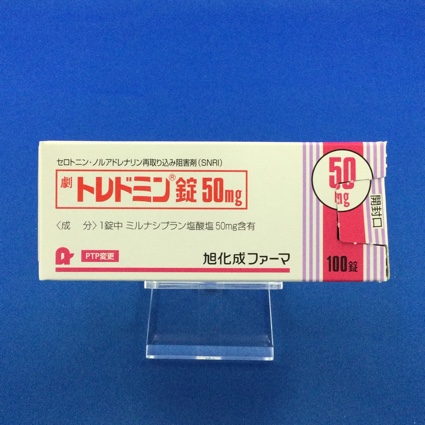 セロトニン・ノルアドレナリン再取り込み阻害剤(SNRI)
劇 トレドミン®錠50mg
〈成 分〉1錠中 ミルナシプラン塩酸塩50mg含有
PTP変更
旭化成ファーマ
50
mg
開封口
100錠